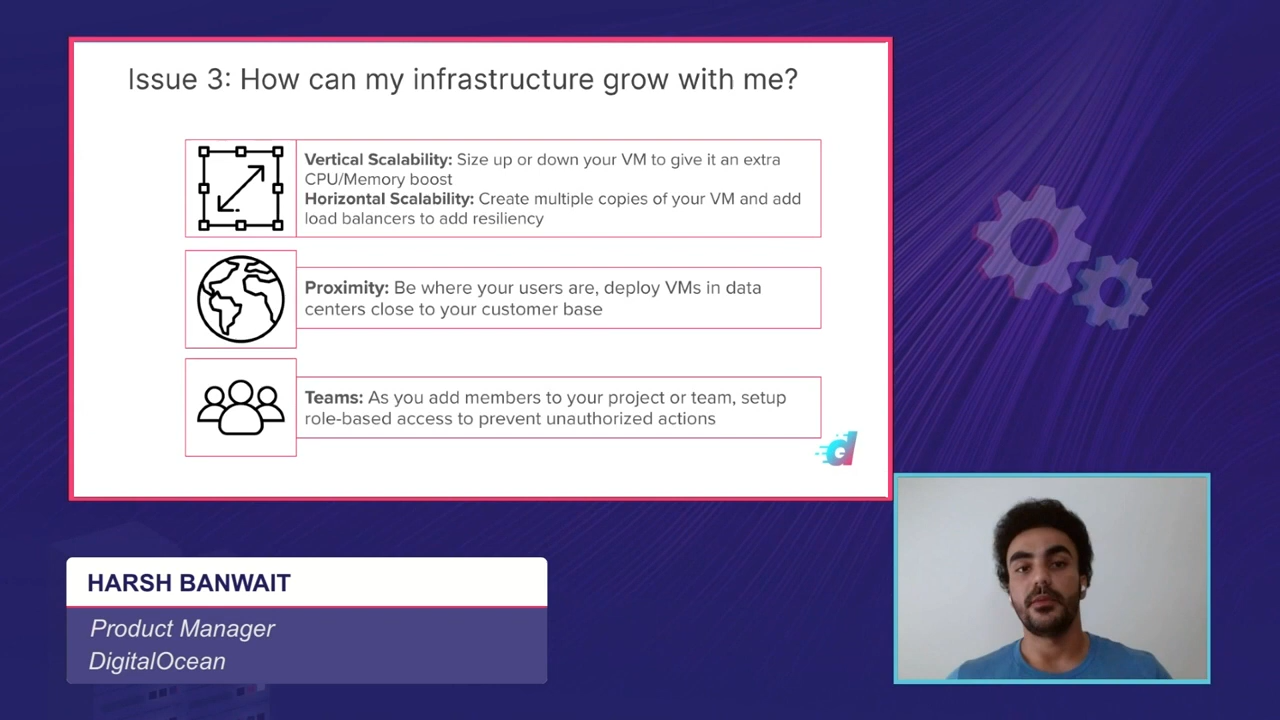 Issue 3: How can my infrastructure grow with me?
Vertical Scalability: Size up or down your VM to give it an extra
CPU/Memory boost
Horizontal Scalability: Create multiple copies of your VM and add
load balancers to add resiliency
Proximity: Be where your users are, deploy VMs in data
centers close to your customer base
Teams: As you add members to your project or team, setup
role-based access to prevent unauthorized actions
d
HARSH BANWAIT
Product Manager
DigitalOcean